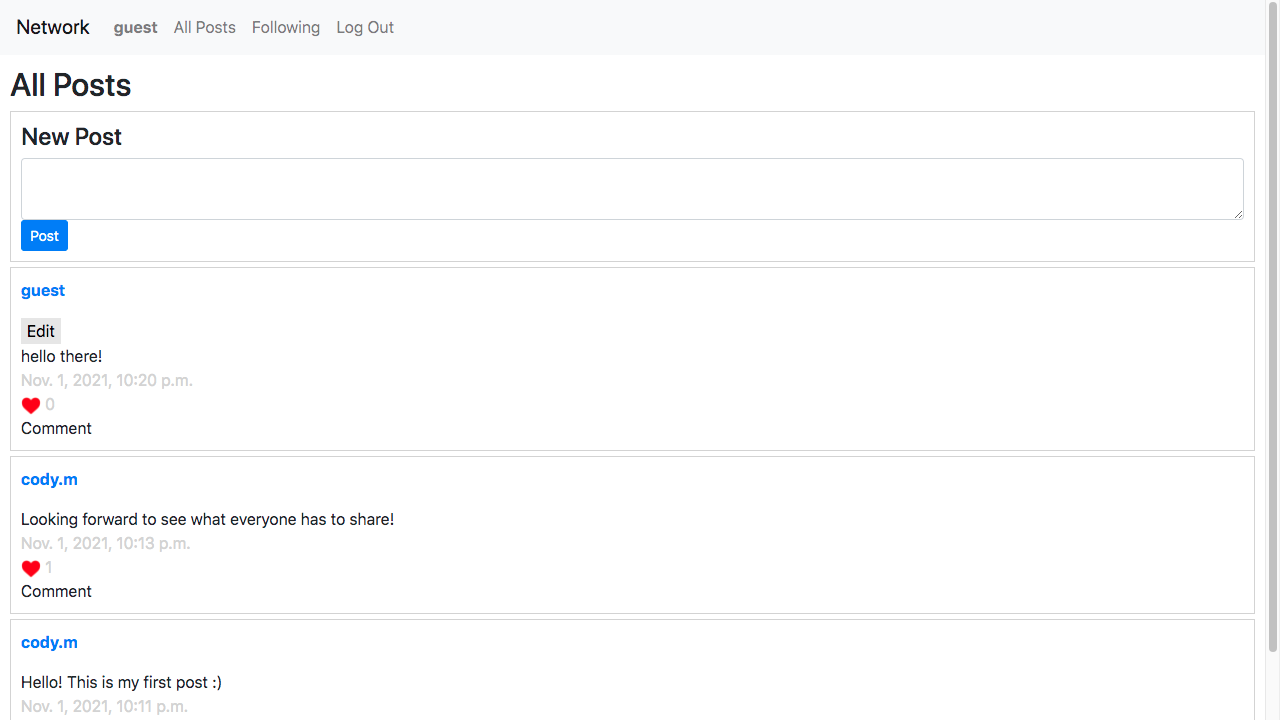 Network guest All Posts Following Log Out
All Posts
New Post
Post
guest
Edit
hello there!
Nov. 1, 2021, 10:20 p.m.
0
Comment
cody.m
Looking forward to see what everyone has to share!
Nov. 1, 2021, 10:13 p.m.
1
Comment
cody.m
Hello! This is my first post :)
Nov. 1, 2021, 10:11 p.m.